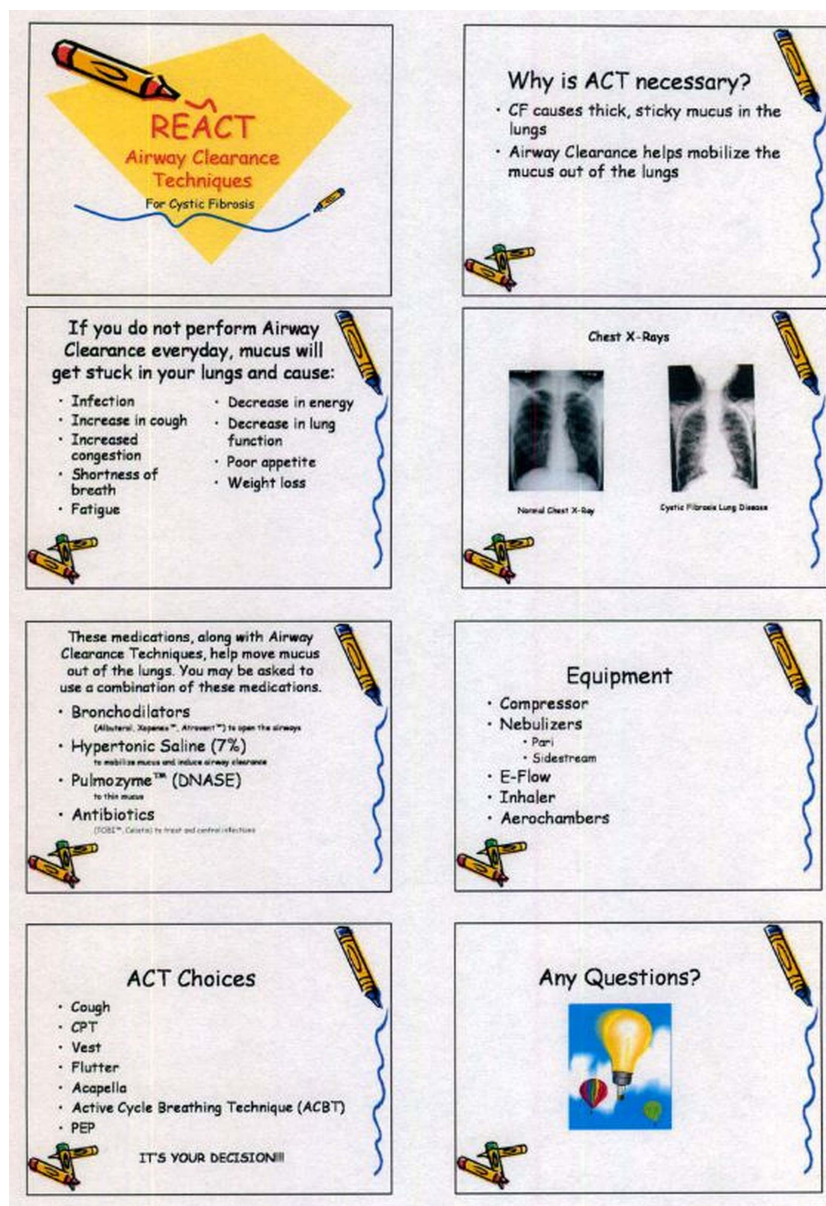 REACT
Airway Clearance
Techniques
For Cystic Fibrosis
Why is ACT necessary?
• CF causes thick, sticky mucus in the
lungs
• Airway Clearance helps mobilize the
mucus out of the lungs
If you do not perform Airway
Clearance everyday, mucus will
get stuck in your lungs and cause:
• Infection
• Increase in cough
• Increased
congestion
• Shortness of
breath
• Fatigue
• Decrease in energy
• Decrease in lung
function
• Poor appetite
• Weight loss
Chest X-Rays
Normal Chest X-Ray
Cystic Fibrosis Lung Disease
These medications, along with Airway
Clearance Techniques, help move mucus
out of the lungs. You may be asked to
use a combination of these medications.
• Bronchodilators
(Albuterol, Xopenex™, Atrovent™) to open the airways
• Hypertonic Saline (7%)
to mobilize mucus and induce airway clearance
• Pulmozyme™ (DNASE)
to thin mucus
• Antibiotics
(TOBI™, Colistin) to treat and control infections
Equipment
• Compressor
• Nebulizers
• Pari
• Sidestream
• E-Flow
• Inhaler
• Aerochambers
ACT Choices
• Cough
• CPT
• Vest
• Flutter
• Acapella
• Active Cycle Breathing Technique (ACBT)
• PEP
IT'S YOUR DECISION!!!
Any Questions?